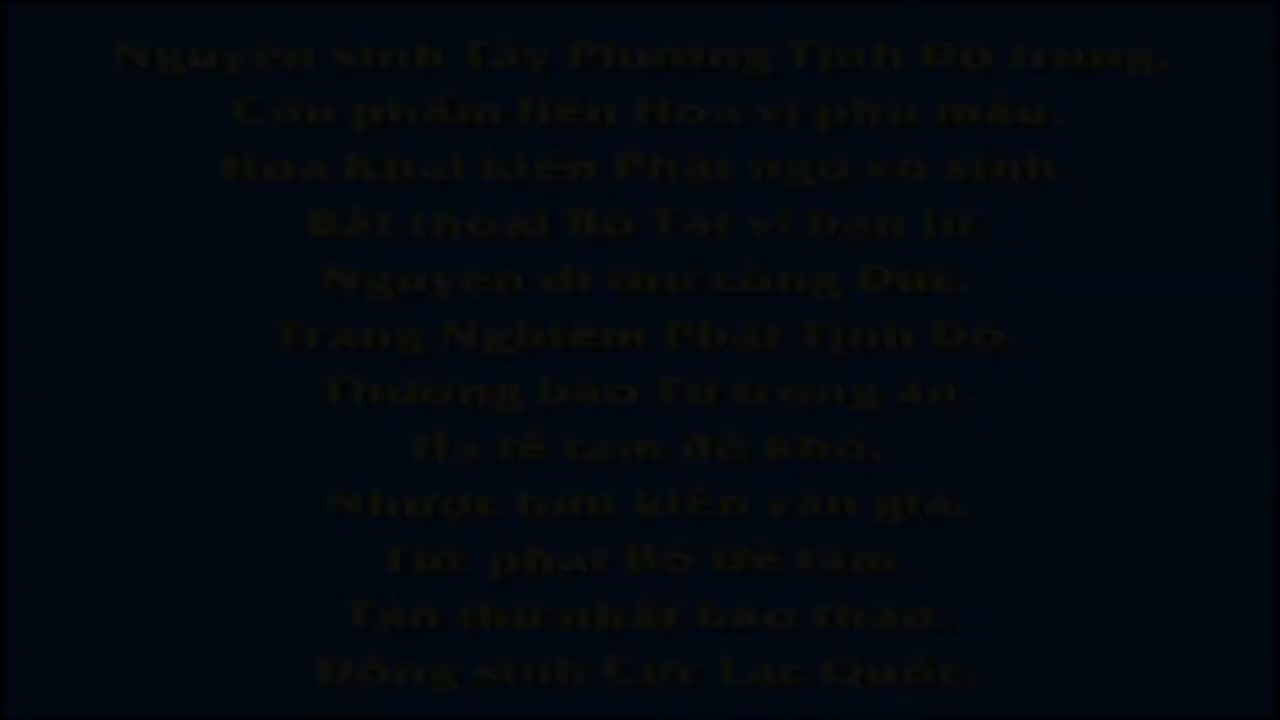 Nguyện sinh Tây Phương Tịnh Độ trung,
Cửu phẩm liên Hoa vi phụ mẫu,
Hoa Khai kiến Phật ngộ vô sinh
Bất thoái Bồ Tát vi bạn lữ.
Nguyện dĩ thử công Đức,
Trang Nghiêm Phật Tịnh Độ,
Thượng báo Tứ trọng ân,
Hạ tế tam đồ khổ,
Nhược hữu kiến văn giả,
Tức phát Bồ Đề tâm,
Tận thử nhất báo thân,
Đồng sinh Cực Lạc Quốc.